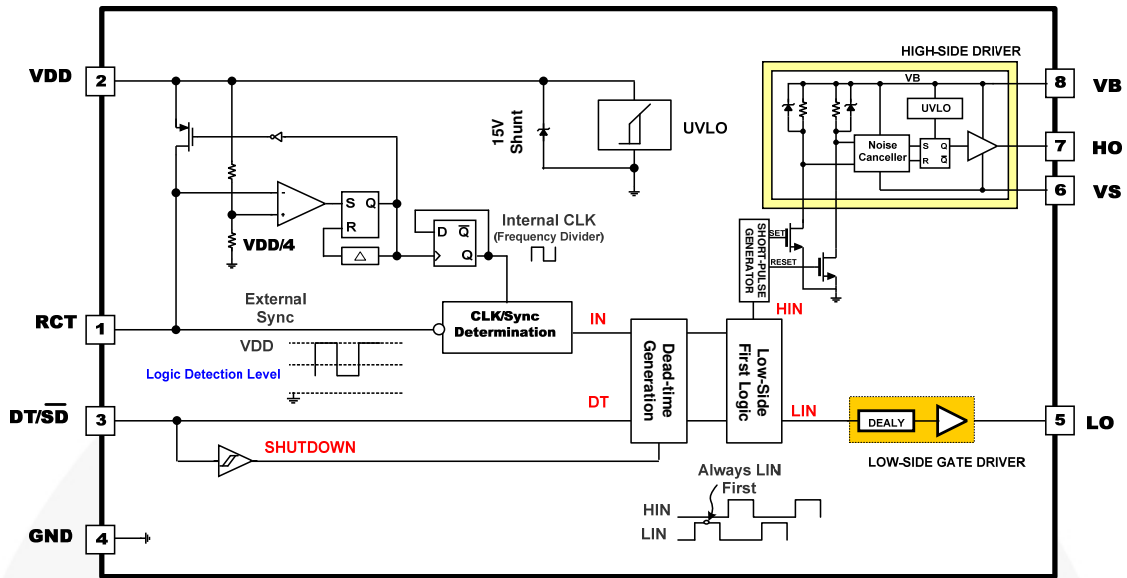 HIGH-SIDE DRIVER
VDD
2
VB
8
VB
UVLO
15V
Shunt
UVLO
Noise
Canceller
S
Q
R
Q̅
7
HO
6
VS
-
+
S
Q
R
VDD/4
△
D
Q̅
Q
Internal CLK
(Frequency Divider)
SHORT-PULSE
GENERATOR
SET
RESET
RCT
1
External
Sync
CLK/Sync
Determination
IN
HIN
VDD
Logic Detection Level
Dead-time
Generation
Low-Side
First Logic
DT/S̅D̅
3
DT
LIN
DEALY
5
LO
SHUTDOWN
LOW-SIDE GATE DRIVER
Always LIN
First
HIN
LIN
GND
4